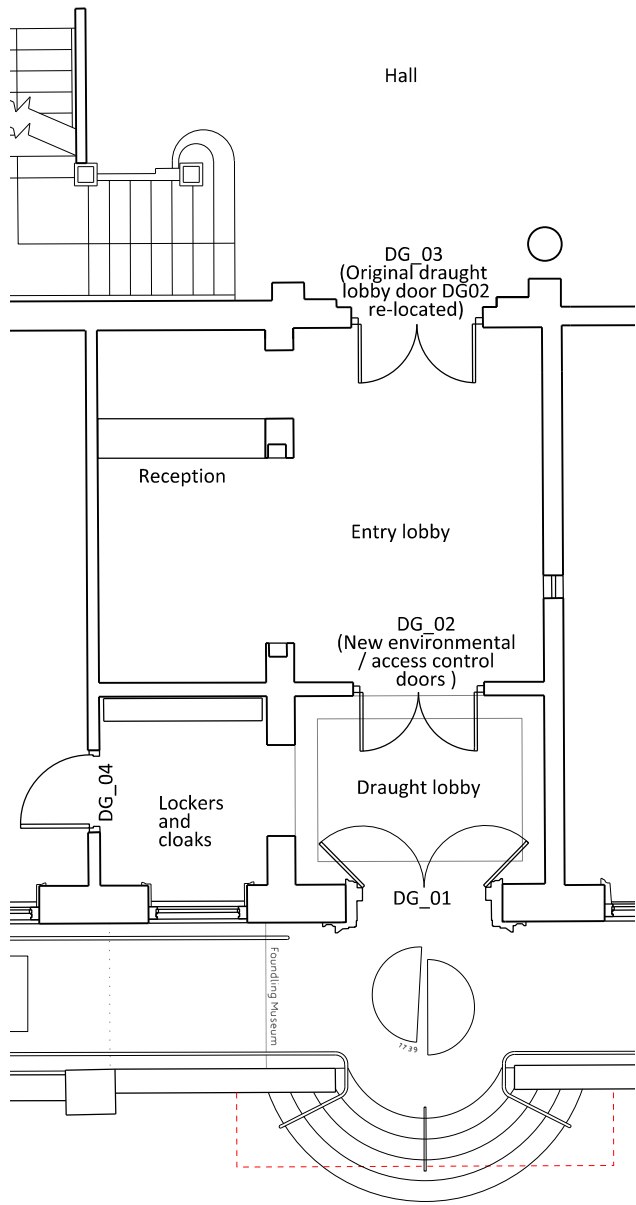 Hall
DG_03
(Original draught
lobby door DG02
re-located)
Reception
Entry lobby
DG_02
(New environmental
/ access control
doors )
DG_04
Lockers
and
cloaks
Draught lobby
DG_01
Foundling Museum
1739